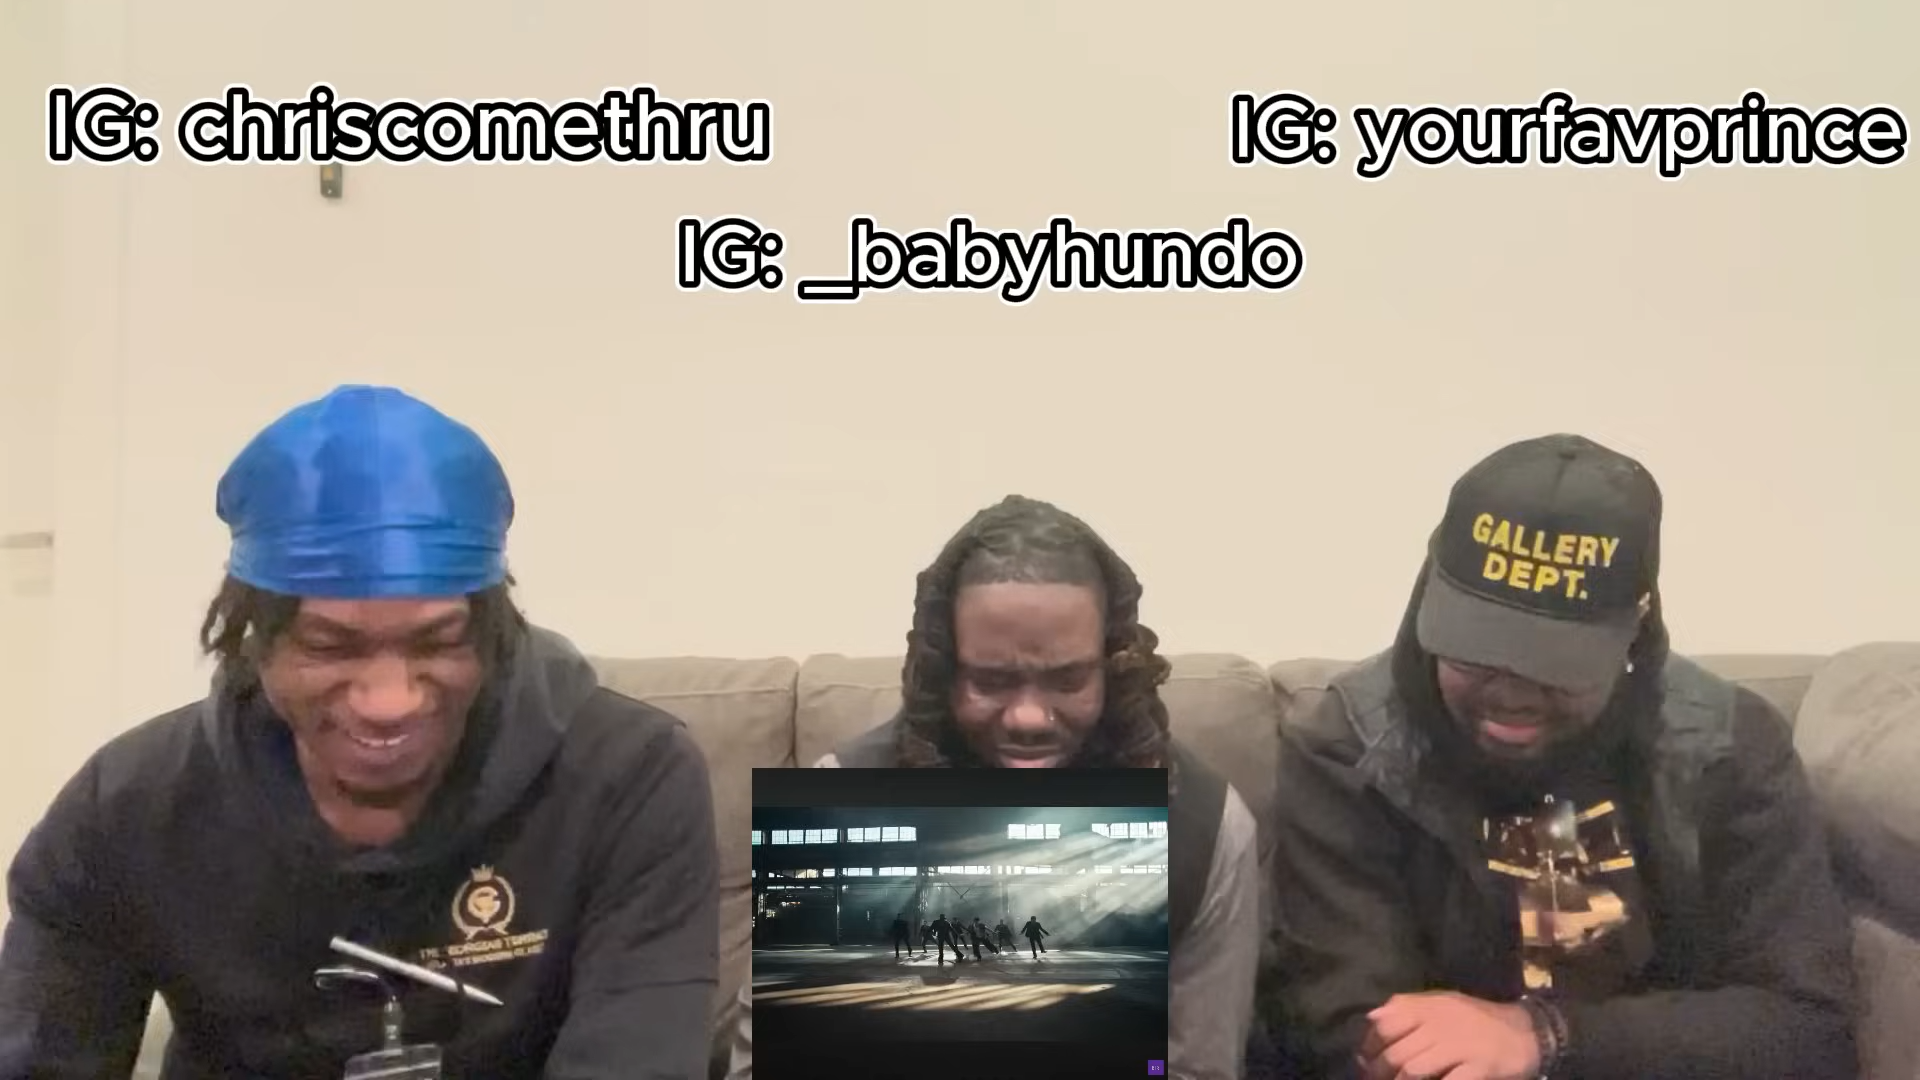 IG: chriscomethru
IG: yourfavprince
IG: _babyhundo
GALLERY
DEPT.